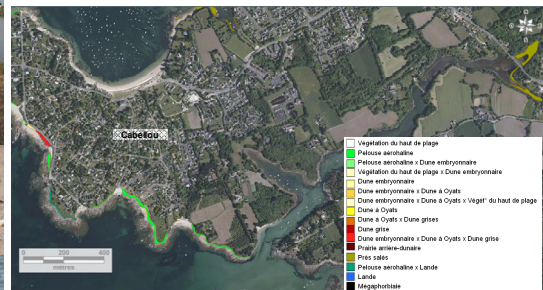 Cabellou
Végétation du haut de plage
Pelouse aérohaline
Pelouse aérohaline x Dune embryonnaire
Végétation du haut de plage x Dune embryonnaire
Dune embryonnaire
Dune embryonnaire x Dune à Oyats
Dune embryonnaire x Dune à Oyats x Véget° du haut de plage
Dune à Oyats
Dune à Oyats x Dune grises
Dune grise
Dune embryonnaire x Dune à Oyats x Dune grise
Prairie arrière-dunaire
Prés salés
Pelouse aérohaline x Lande
Lande
Mégaphorbiaie
0 200 400
mètres